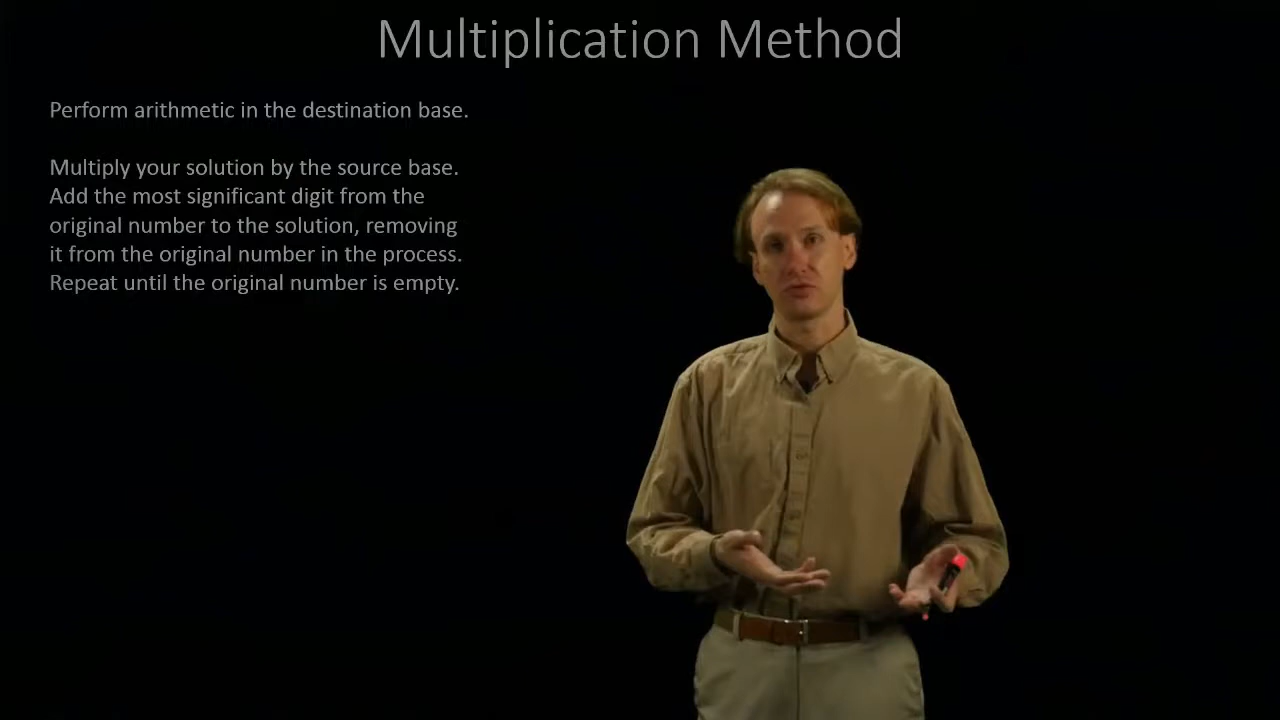 Multiplication Method
Perform arithmetic in the destination base.
Multiply your solution by the source base.
Add the most significant digit from the
original number to the solution, removing
it from the original number in the process.
Repeat until the original number is empty.